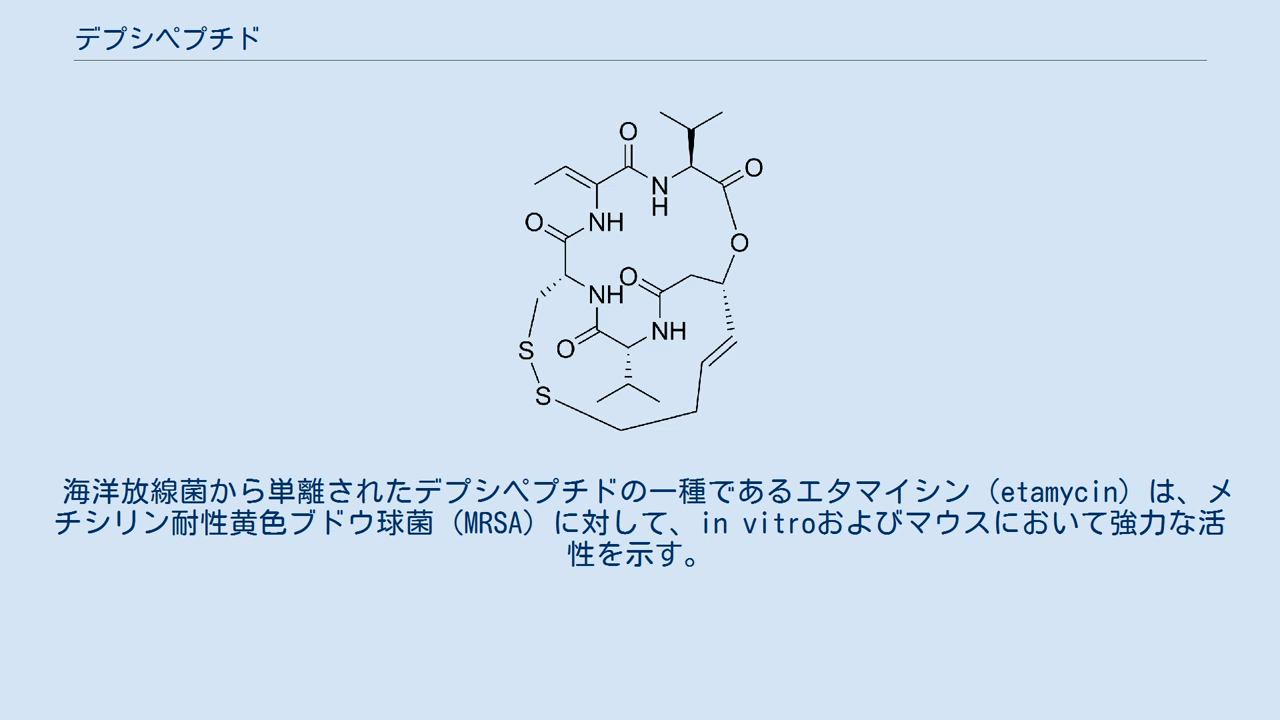 デプシペプチド
O
O
N
H
O
NH
O
NH
O
NH
O
S
S
海洋放線菌から単離されたデプシペプチドの一種であるエタマイシン（etamycin）は、メ
チシリン耐性黄色ブドウ球菌（MRSA）に対して、in vitroおよびマウスにおいて強力な活
性を示す。